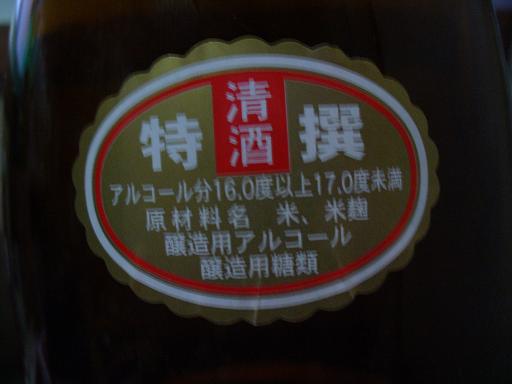 特 清酒 撰
アルコール分16.0度以上17.0度未満
原材料名 米、米麹
醸造用アルコール
醸造用糖類